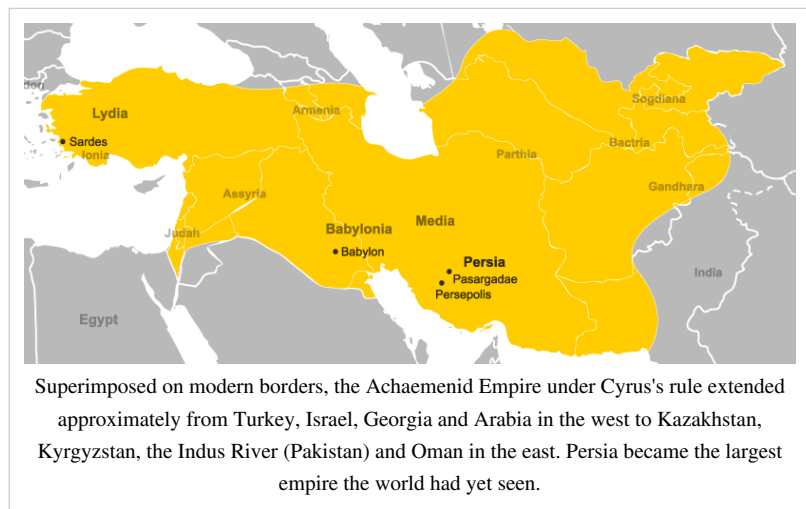 Lydia
Armenia
Sogdiana
Sardes
Ionia
Parthia
Bactria
Assyria
Gandhara
Judah
Babylonia
Media
Babylon
Persia
Pasargadae
Persepolis
India
Egypt
Superimposed on modern borders, the Achaemenid Empire under Cyrus's rule extended
approximately from Turkey, Israel, Georgia and Arabia in the west to Kazakhstan,
Kyrgyzstan, the Indus River (Pakistan) and Oman in the east. Persia became the largest
empire the world had yet seen.